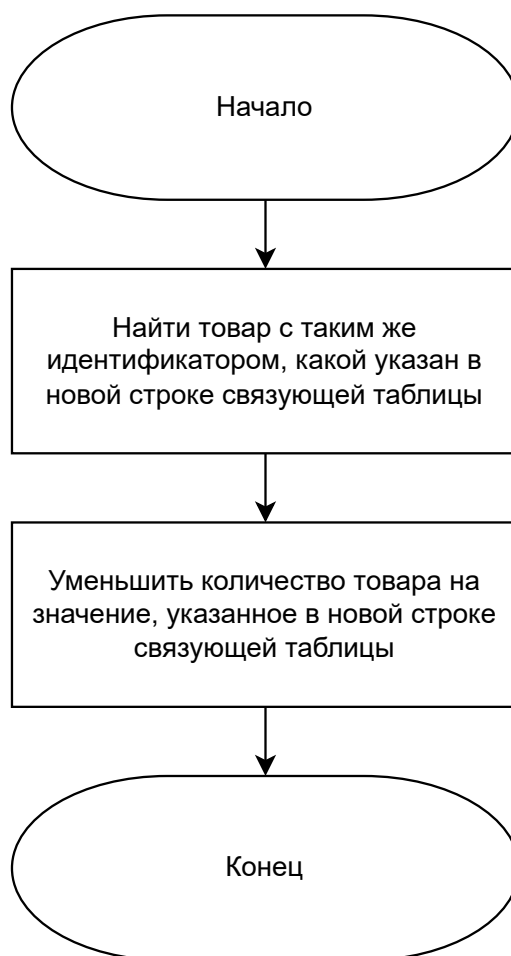 Начало
Найти товар с таким же
идентификатором, какой указан в
новой строке связующей таблицы
Уменьшить количество товара на
значение, указанное в новой строке
связующей таблицы
Конец